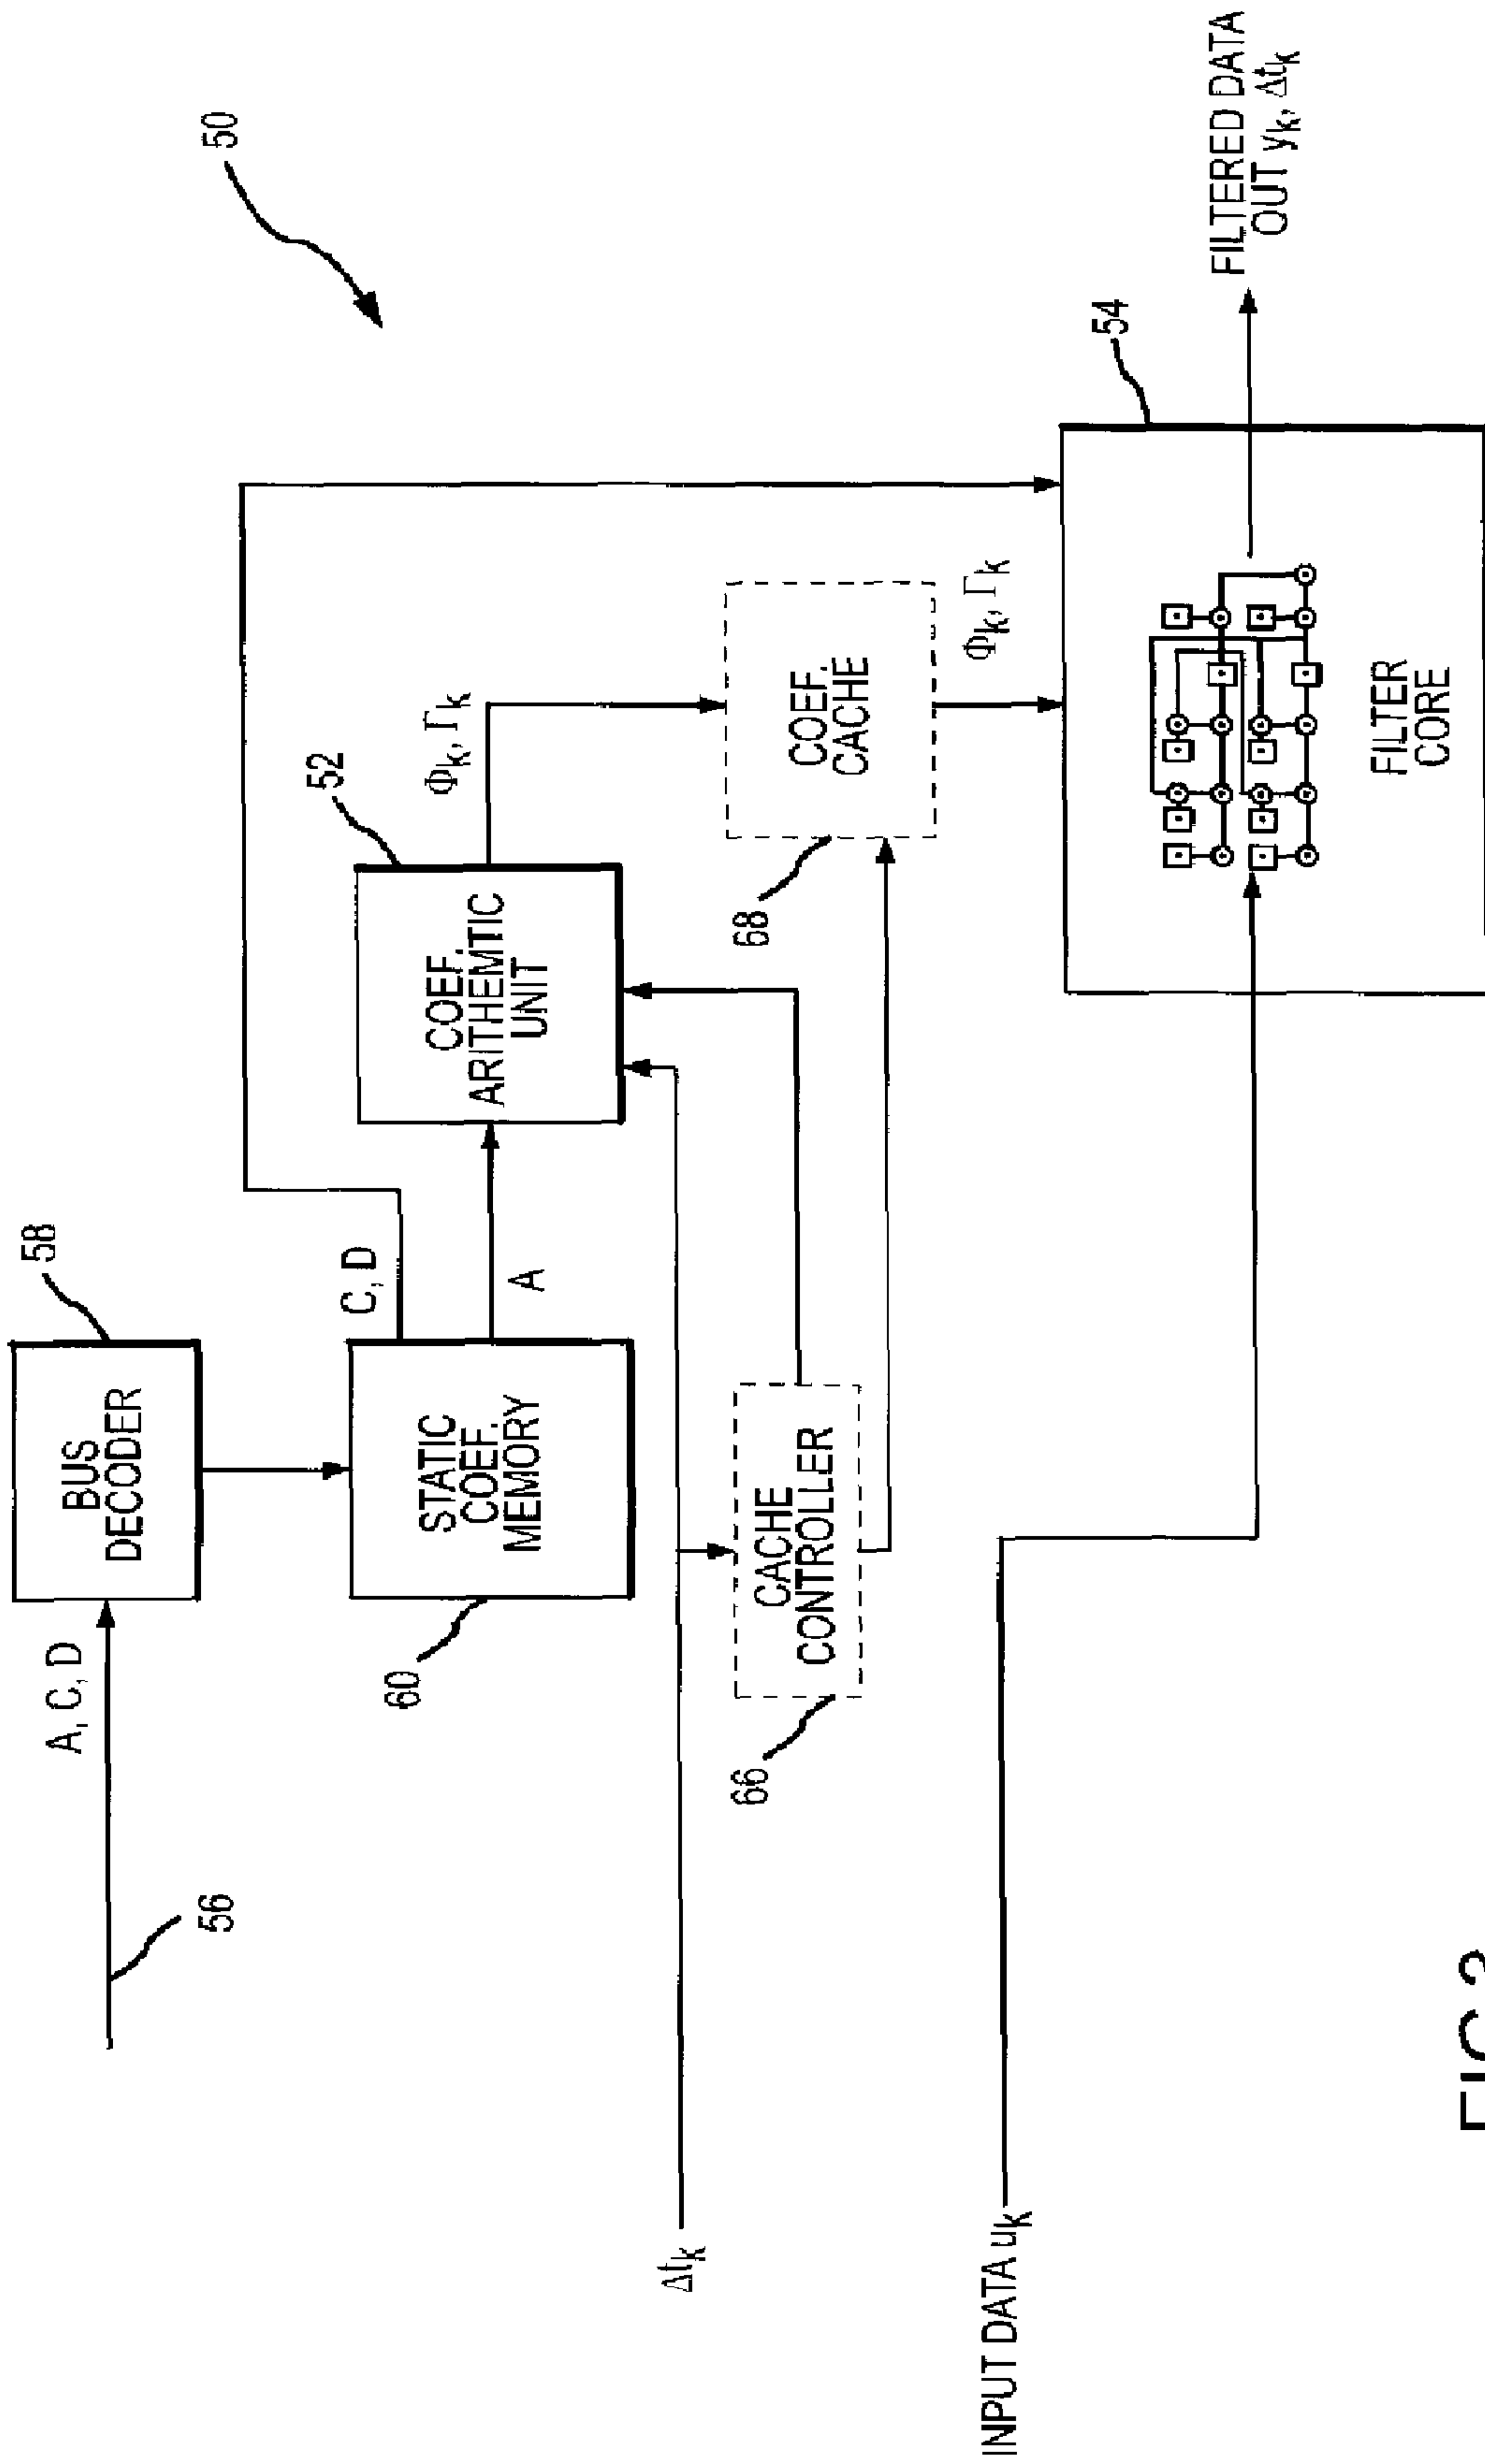 50
58
BUS
DECODER
A, C, D
56
C, D
A
STATIC
COEF.
MEMORY
60
52
COEF.
ARITHEMTIC
UNIT
Φk, Γk
Δtk
CACHE
CONTROLLER
66
COEF.
CACHE
68
Φk, Γk
INPUT DATA uk
54
FILTER
CORE
FILTERED DATA
OUT yk, Δtk